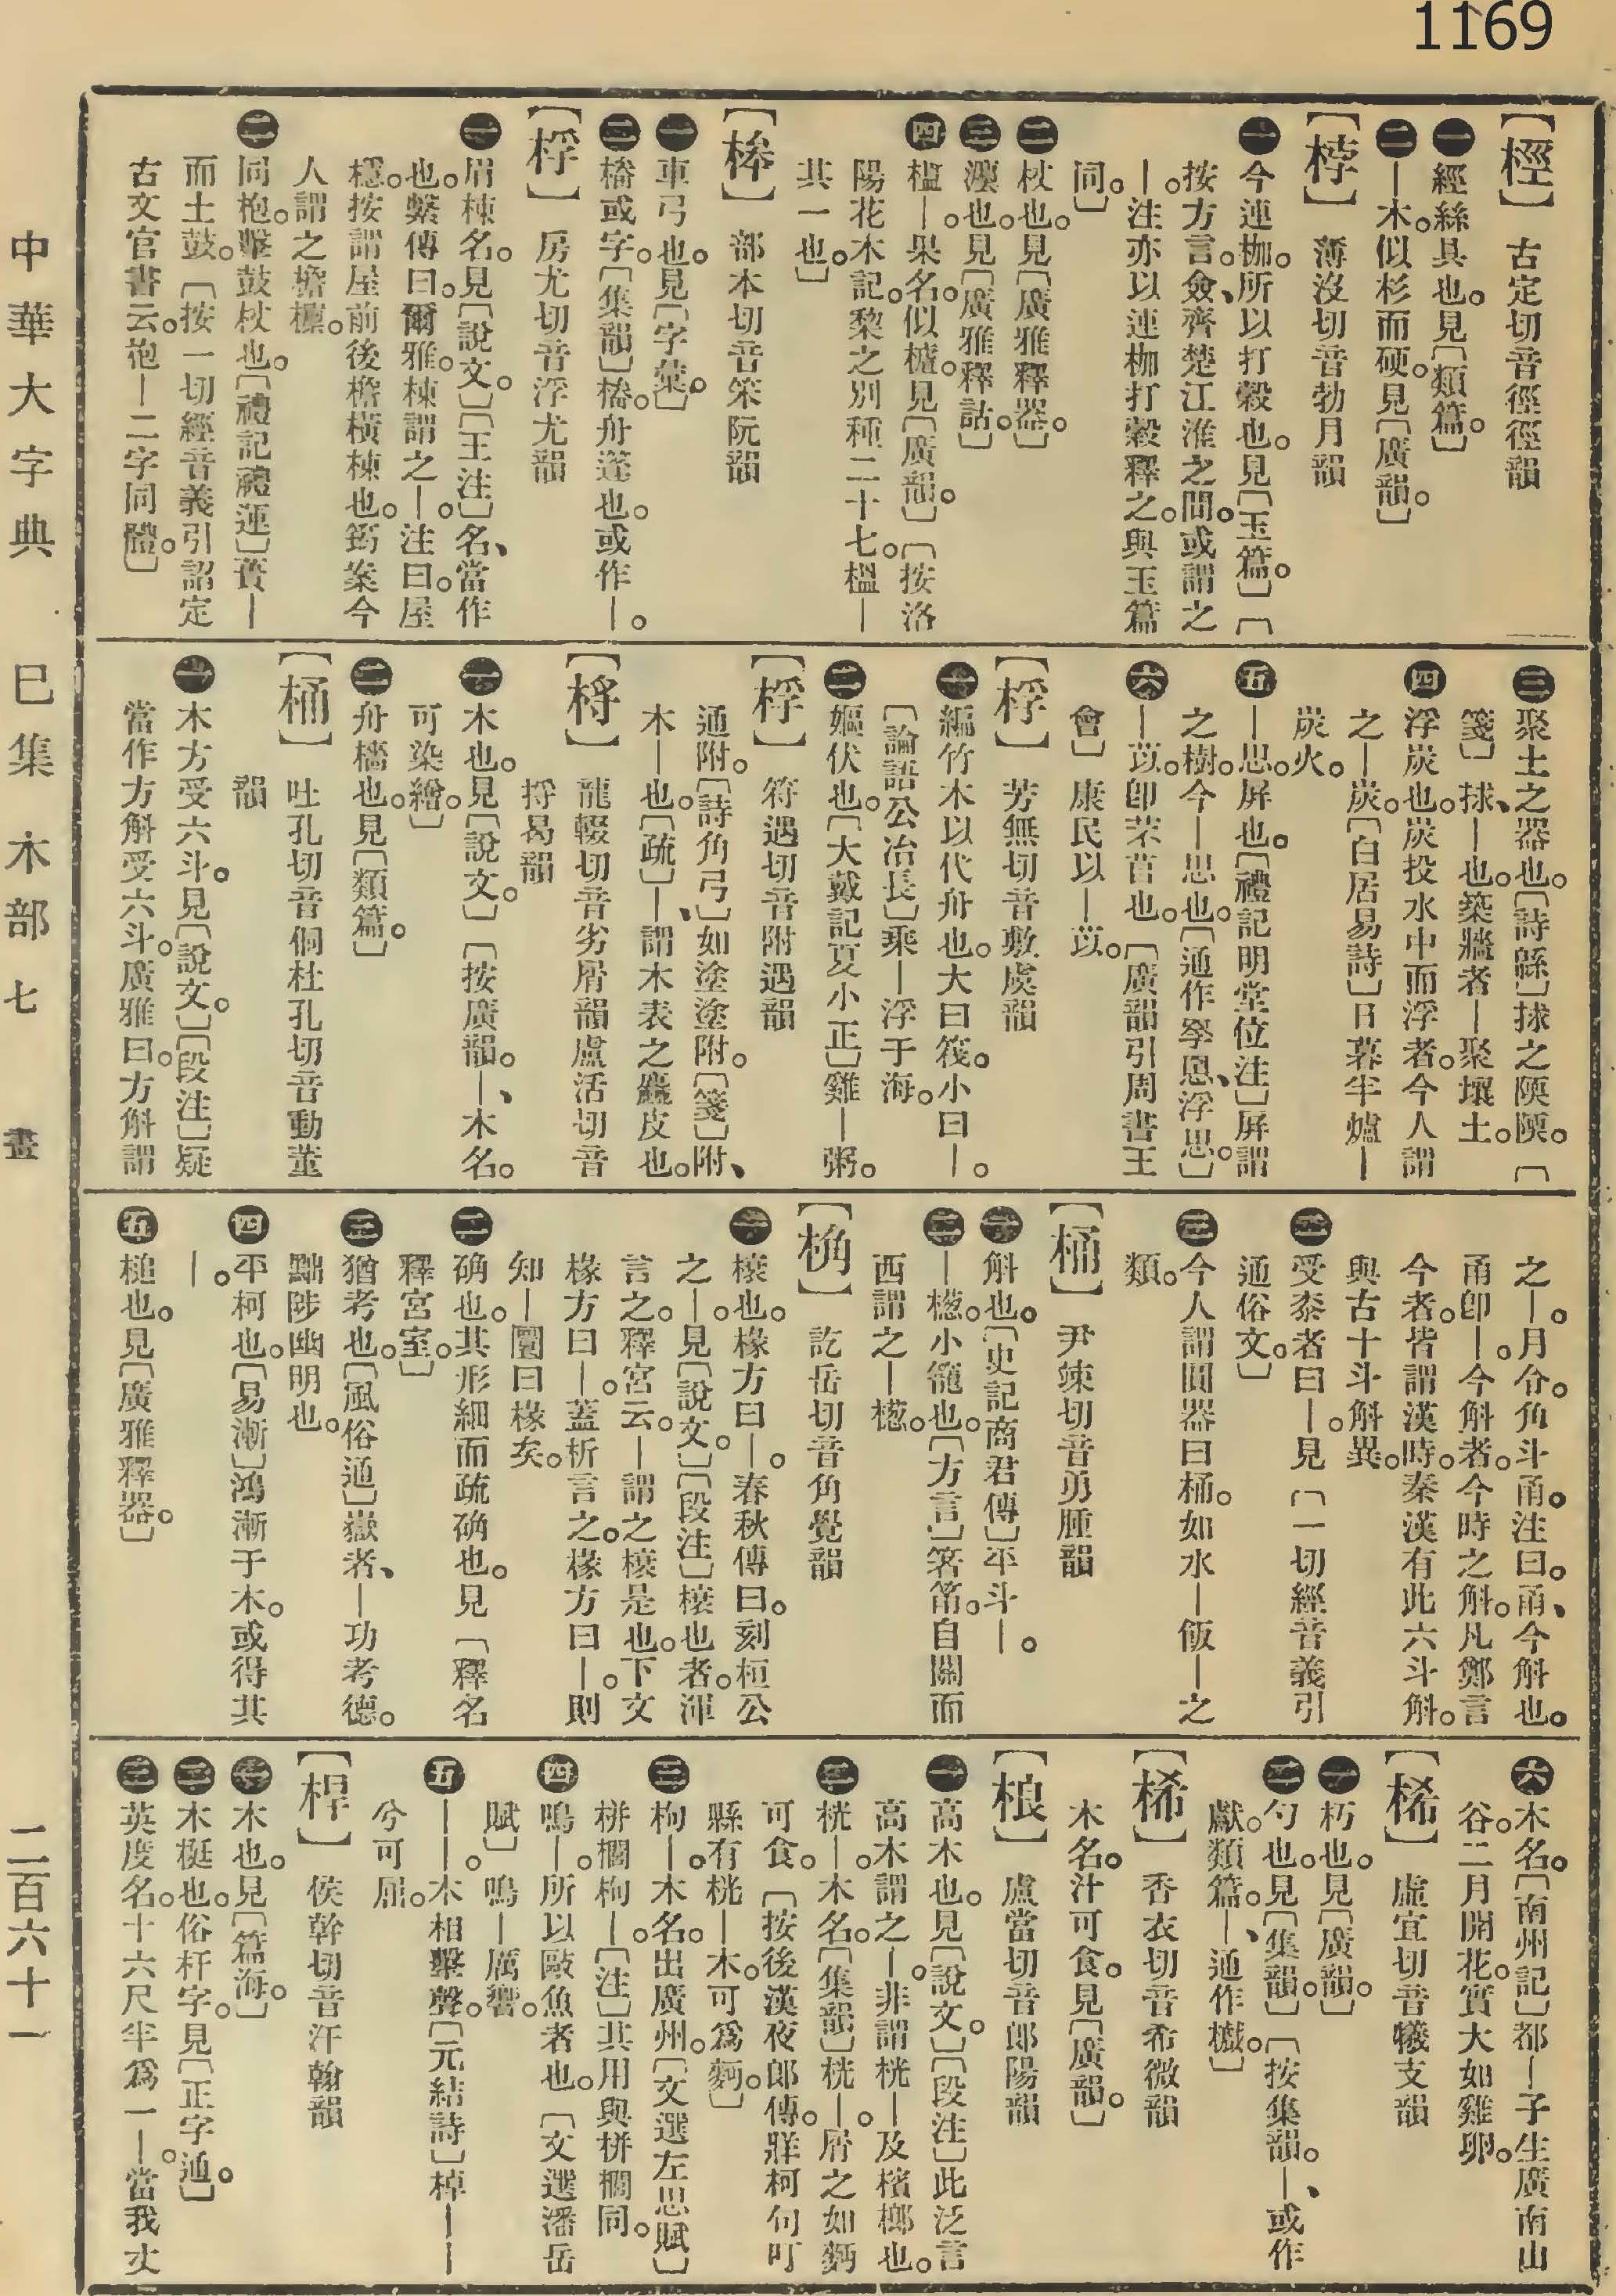 1169
【桱】古定切音徑徑韻
一經絲具也。見〔類篇。〕
二｜木。似杉而硬。見〔廣韻。〕
【桲】薄沒切音勃月韻
一今連枷。所以打穀也。見〔玉篇。〕〔
按方言。僉、齊楚江淮之間。或謂之
｜。注亦以連枷打穀釋之。與玉篇
同。〕
二杖也。見〔廣雅釋器。〕
三濮也。見〔廣雅釋詁。〕
四榲｜。果名。似樝。見〔廣韻。〕〔按洛
陽花木記。黎之別種二十七。榲｜
其一也。〕
【桳】部本切音笨阮韻
一車弓也。見〔字彙。〕
二橎或字。〔集韻〕橎。舟篷也。或作｜。
【桴】房尤切音浮尤韻
一眉棟名。見〔說文。〕〔王注〕名、當作
也。繫傳曰。爾雅。棟謂之｜。注曰。屋
穩。按謂屋前後檐橫棟也。筠案今
人謂之檐檁。
二同枹。擊鼓杖也。〔禮記禮運〕蕢｜
而土鼓。〔按一切經音義引詔定
古文官書云。枹｜二字同體。〕
三聚土之器也。〔詩緜〕捄之陾陾。〔
箋〕捄、｜也。築牆者｜聚壤土。
四浮炭也。炭投水中而浮者。今人謂
之｜炭。〔白居易詩〕日暮半爐｜
炭火。
五｜思。屏也。〔禮記明堂位注〕屏謂
之樹。今｜思也。〔通作罦罳、浮思。〕
六｜苡。卽芣苢也。〔廣韻引周書王
會〕康民以｜苡。
【桴】芳無切音敷虞韻
一編竹木以代舟也。大曰筏。小曰｜。
〔論語公冶長〕乘｜浮于海。
二嫗伏也。〔大戴記夏小正〕雞｜粥。
【桴】符遇切音附遇韻
通附。〔詩角弓〕如塗塗附。〔箋〕附、
木｜也。〔疏〕｜、謂木表之麤皮也。
【桴】龍輟切音劣屑韻盧活切音
捋曷韻
一木也。見〔說文。〕〔按廣韻。｜、木名。
可染繒。〕
二舟檣也。見〔類篇。〕
【桶】吐孔切音侗杜孔切音動董
韻
一木方受六斗。見〔說文。〕〔段注〕疑
當作方斛受六斗。廣雅曰。方斛謂
之｜。月令。角斗甬。注曰。甬、今斛也。
甬卽｜。今斛者。今時之斛。凡鄭言
今者。皆謂漢時。秦漢有此六斗斛。
與古十斗斛異。
二受桼者曰｜。見〔一切經音義引
通俗文。〕
三今人謂圓器曰桶。如水｜飯｜之
類。
【桶】尹竦切音勇腫韻
一斛也。〔史記商君傳〕平斗｜。
二｜檧。小籠也。〔方言〕箸筩。自關而
西謂之｜檧。
【桷】訖岳切音角覺韻
一榱也。椽方曰｜。春秋傳曰。刻桓公
之｜。見〔說文。〕〔段注〕榱也者。渾
言之。釋宮云。｜謂之榱是也。下文
椽方曰｜。蓋析言之。椽方曰｜。則
知｜圜曰椽矣。
二确也。其形細而疏确也。見〔釋名
釋宮室。〕
三猶考也。〔風俗通〕嶽者、｜功考德。
黜陟幽明也。
四平柯也。〔易漸〕鴻漸于木。或得其
｜。
五槌也。見〔廣雅釋器。〕
六木名。〔南州記〕都｜子生廣南山
谷。二月開花。實大如雞卵。
【桸】虛宜切音犧支韻
一朽也。見〔廣韻。〕
二勺也。見〔集韻。〕〔按集韻。｜、或作
獻。類篇。｜、通作㰕。〕
【桸】香衣切音希微韻
木名。汁可食。見〔廣韻。〕
【桹】盧當切音郎陽韻
一高木也。見〔說文。〕〔段注〕此泛言
高木謂之｜。非謂桄｜及檳榔也。
二桄｜。木名。〔集韻〕桄｜。屑之如麪
可食。〔按後漢夜郎傳。牂柯句町
縣有桄｜木。可爲麪。〕
三枸｜。木名。出廣州。〔文選左思賦〕
栟櫚枸｜。〔注〕其用與栟櫚同。
四鳴｜。所以敺魚者也。〔文選潘岳
賦〕鳴｜厲響。
五｜｜。木相擊聲。〔元結詩〕棹｜｜
兮可屆。
【桿】侯幹切音汗翰韻
一木也。見〔篇海。〕
二木梃也。俗杆字。見〔正字通。〕
三英度名。十六尺半爲一｜。當我丈
中華大字典 巳集 木部 七畫 二百六十一